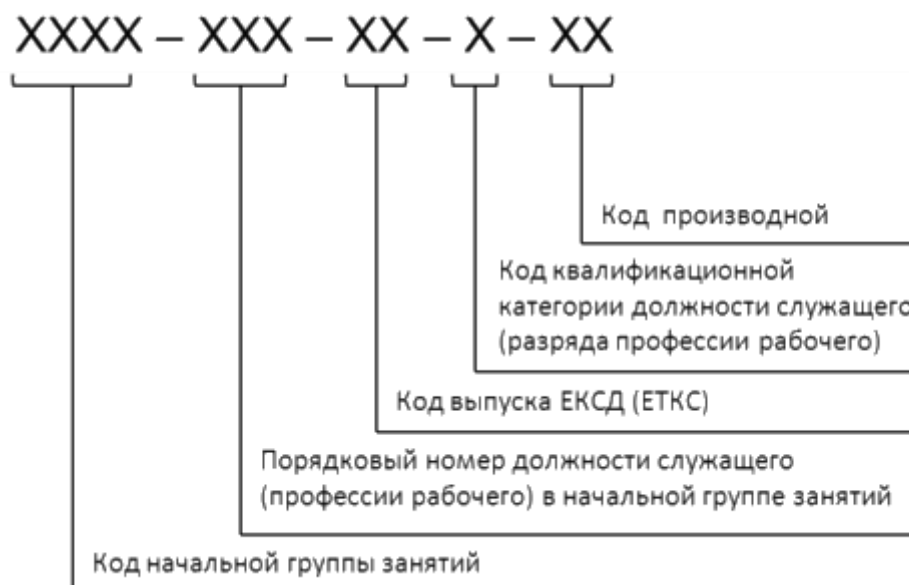 XXXX – XXX – XX – X – XX
Код производной
Код квалификационной
категории должности служащего
(разряда профессии рабочего)
Код выпуска ЕКСД (ЕТКС)
Порядковый номер должности служащего
(профессии рабочего) в начальной группе занятий
Код начальной группы занятий